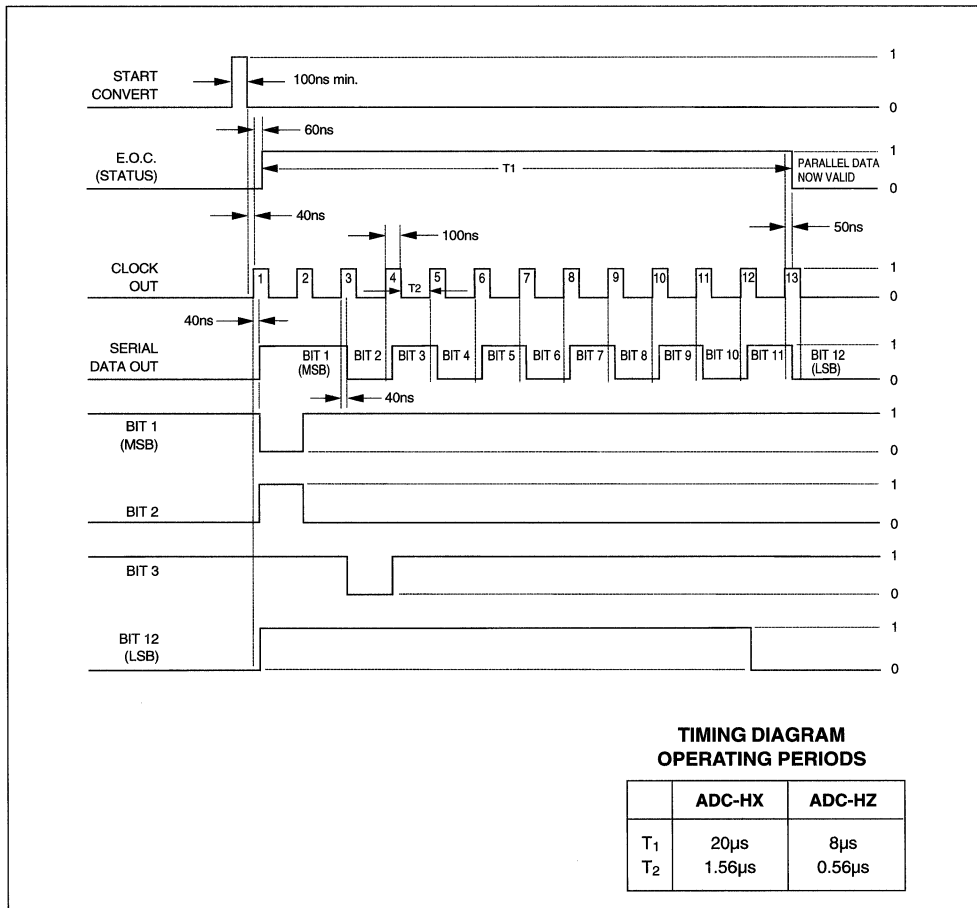 1
START
CONVERT
100ns min.
0
60ns
E.O.C.
(STATUS)
T1
1
PARALLEL DATA
NOW VALID
0
40ns
100ns
50ns
CLOCK
OUT
1 2 3 4 5 6 7 8 9 10 11 12 13
1
T2
0
40ns
SERIAL
DATA OUT
BIT 1
(MSB)
BIT 2
BIT 3
BIT 4
BIT 5
BIT 6
BIT 7
BIT 8
BIT 9
BIT 10
BIT 11
BIT 12
(LSB)
1
0
40ns
BIT 1
(MSB)
1
0
BIT 2
1
0
BIT 3
1
0
BIT 12
(LSB)
1
0
TIMING DIAGRAM
OPERATING PERIODS
ADC-HX ADC-HZ
T1 20µs 8µs
T2 1.56µs 0.56µs